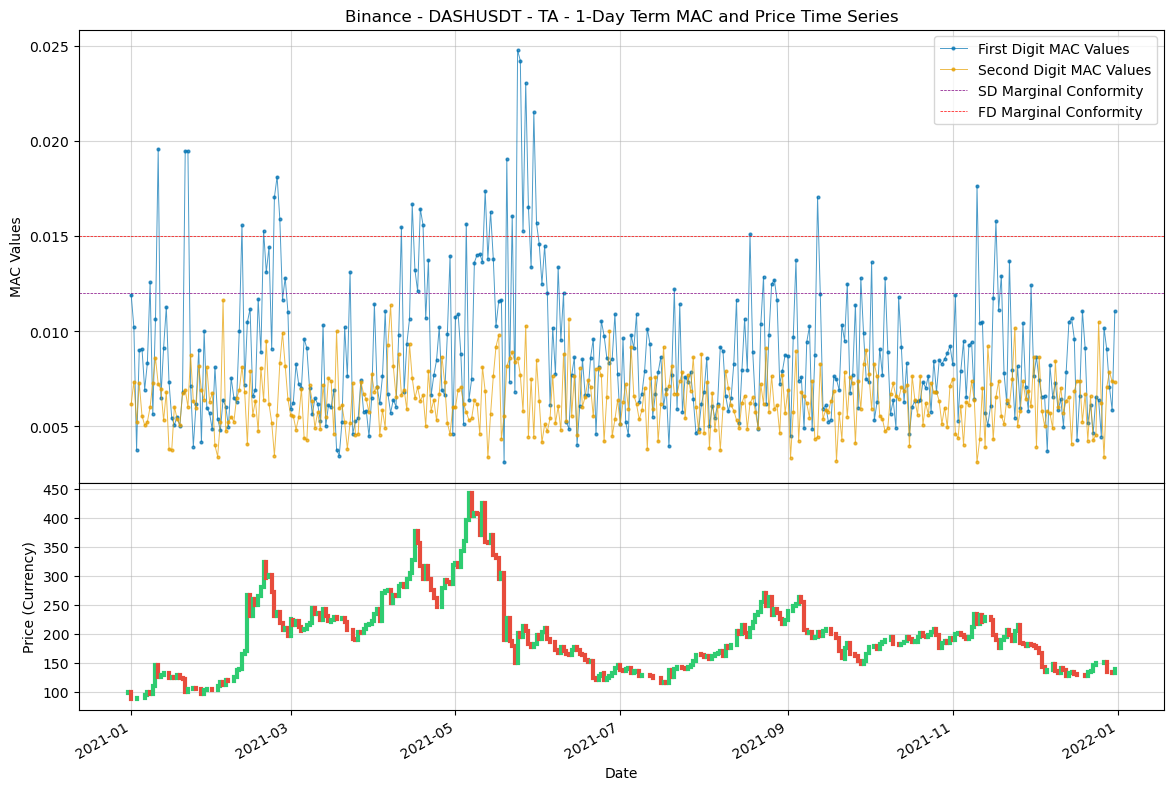 Binance - DASHUSDT - TA - 1-Day Term MAC and Price Time Series
MAC Values
0.025
0.020
0.015
0.010
0.005
First Digit MAC Values
Second Digit MAC Values
SD Marginal Conformity
FD Marginal Conformity
Price (Currency)
450
400
350
300
250
200
150
100
2021-01
2021-03
2021-05
2021-07
2021-09
2021-11
2022-01
Date